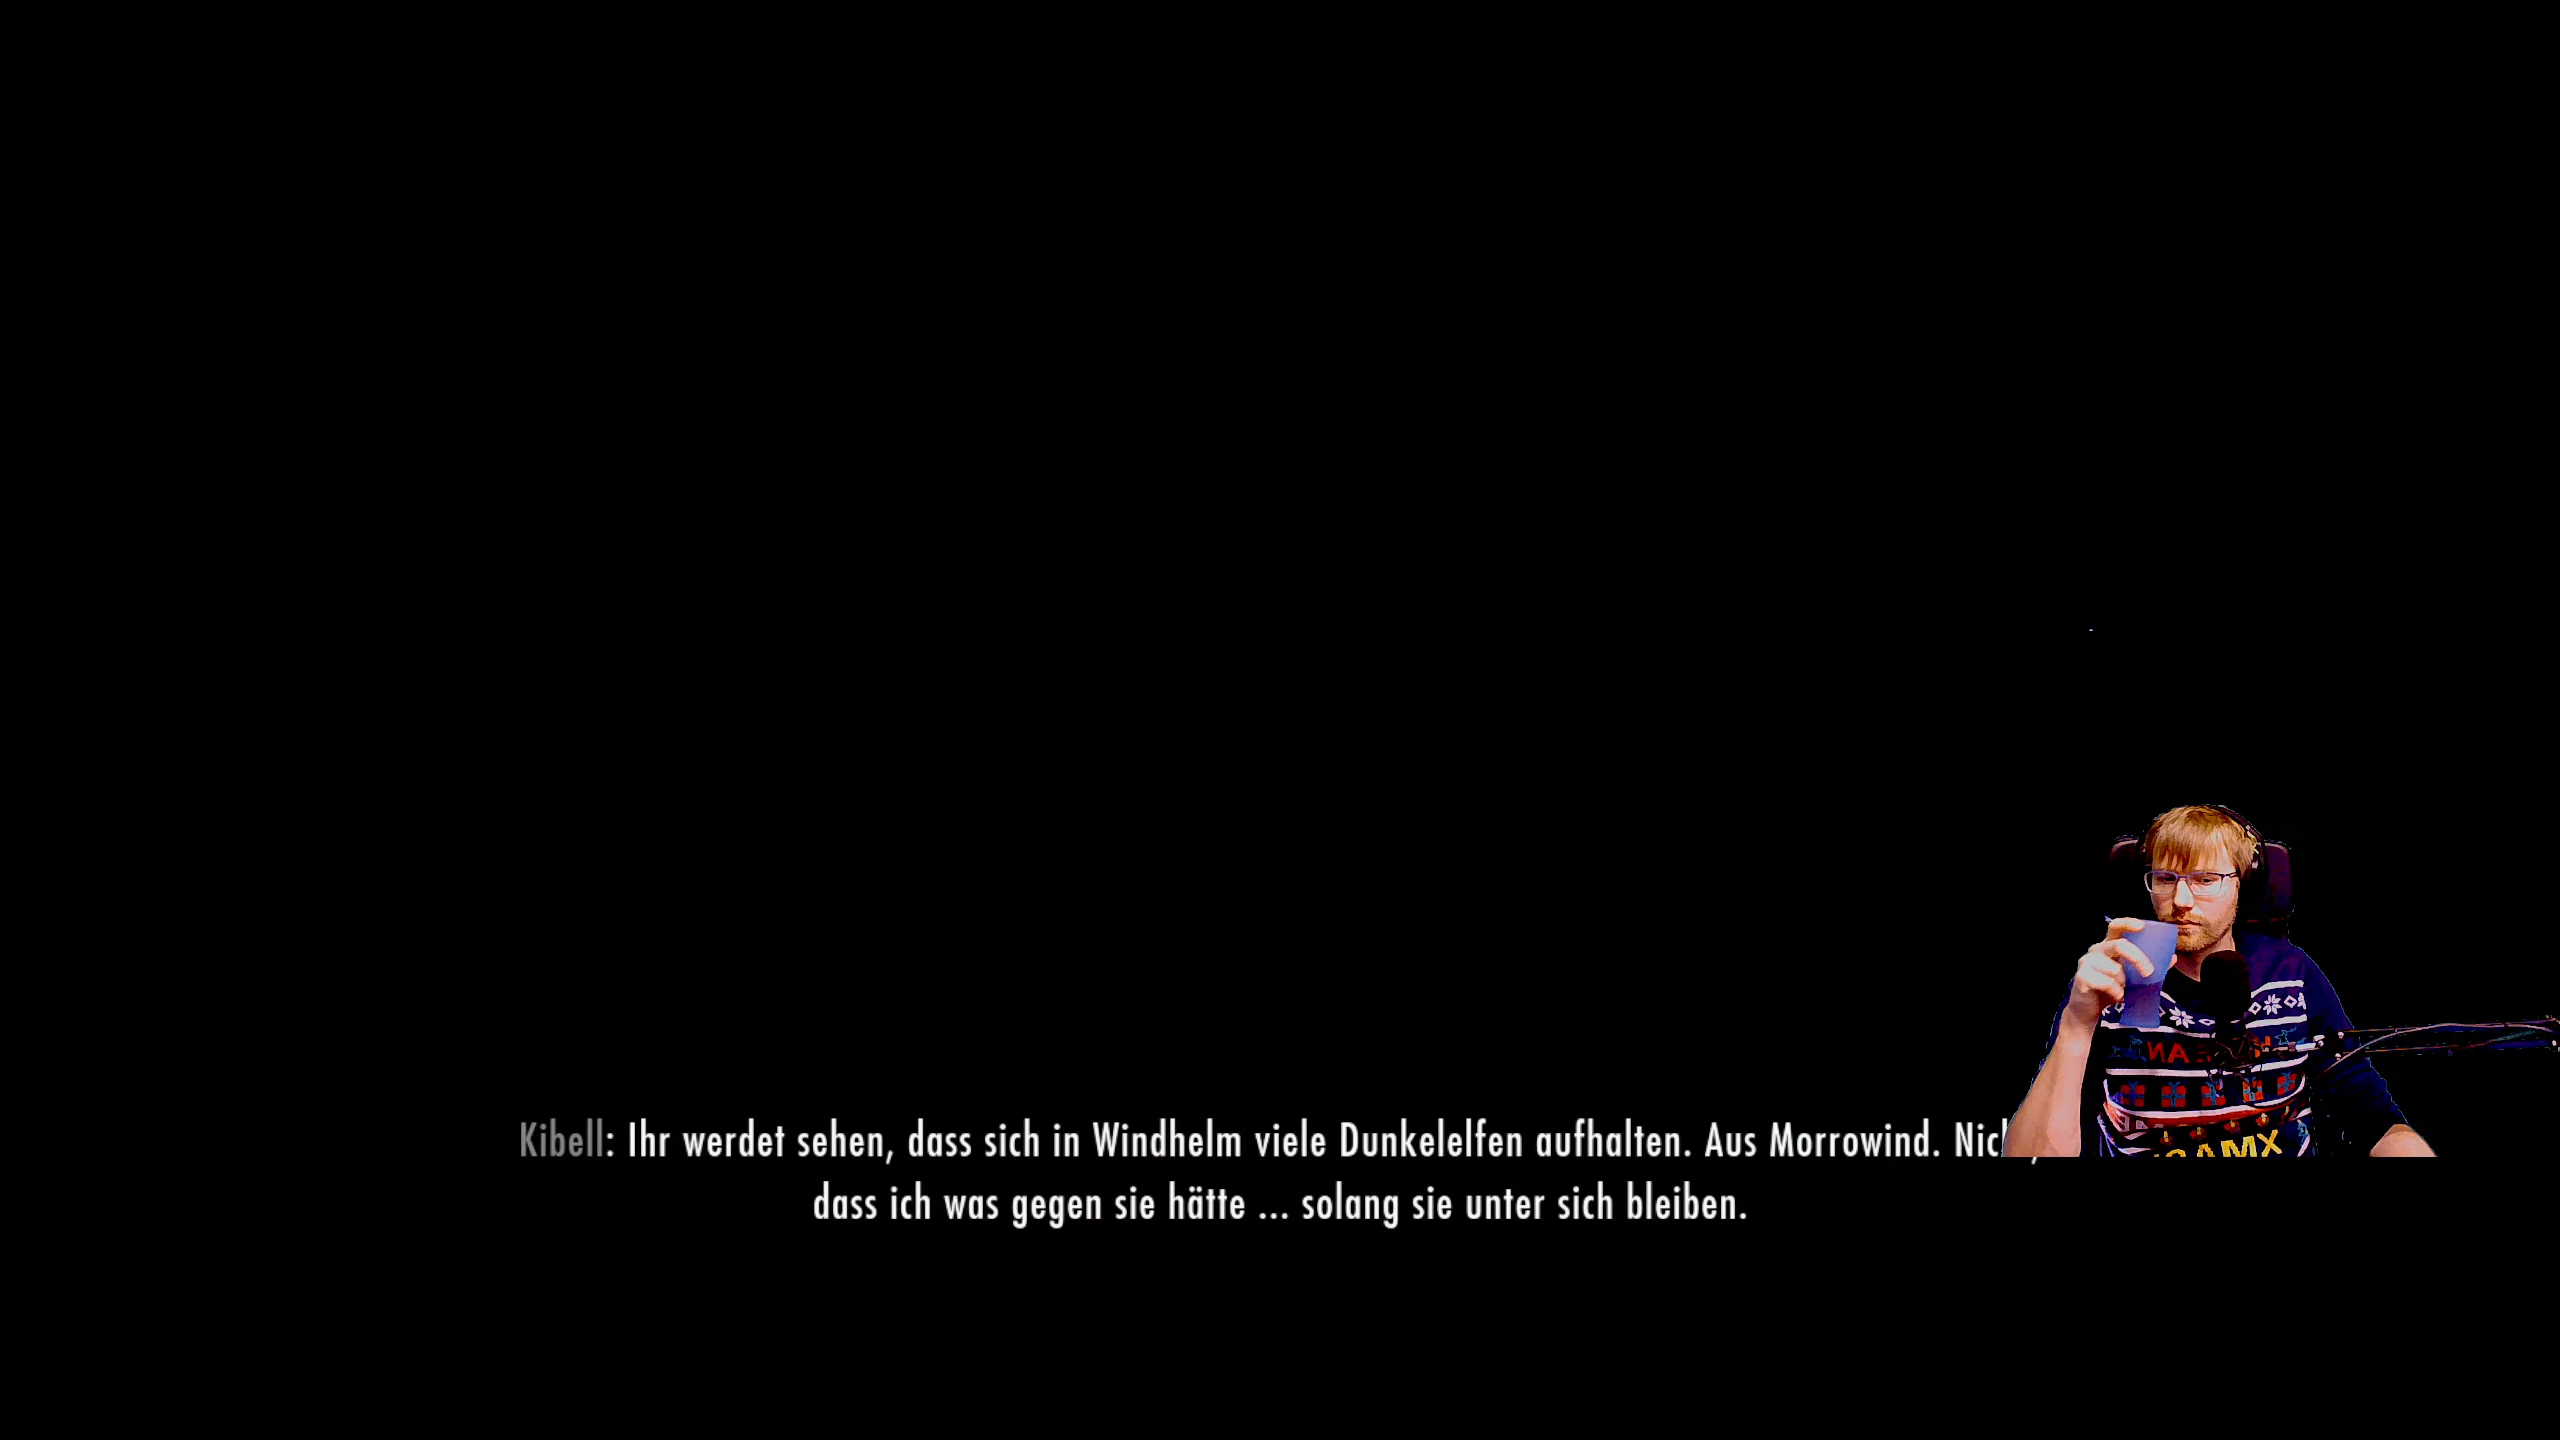 Kibell: Ihr werdet sehen, dass sich in Windhelm viele Dunkelelfen aufhalten. Aus Morrowind.
dass ich was gegen sie hätte ... solang sie unter sich bleiben.